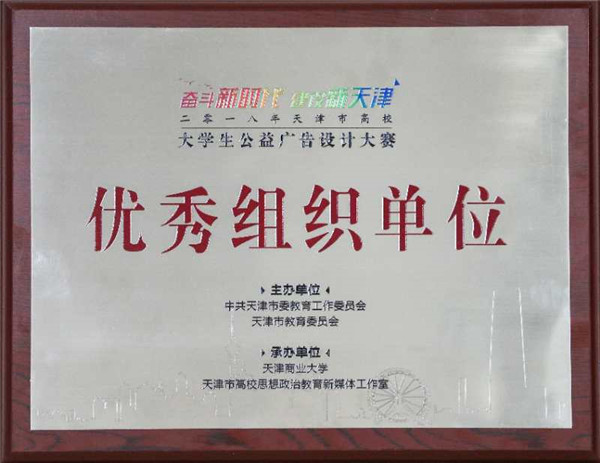 奋斗新时代 建设新天津
二零一八年天津市高校
大学生公益广告设计大赛
优秀组织单位
主办单位
中共天津市委教育工作委员会
天津市教育委员会
承办单位
天津商业大学
天津市高校思想政治教育新媒体工作室